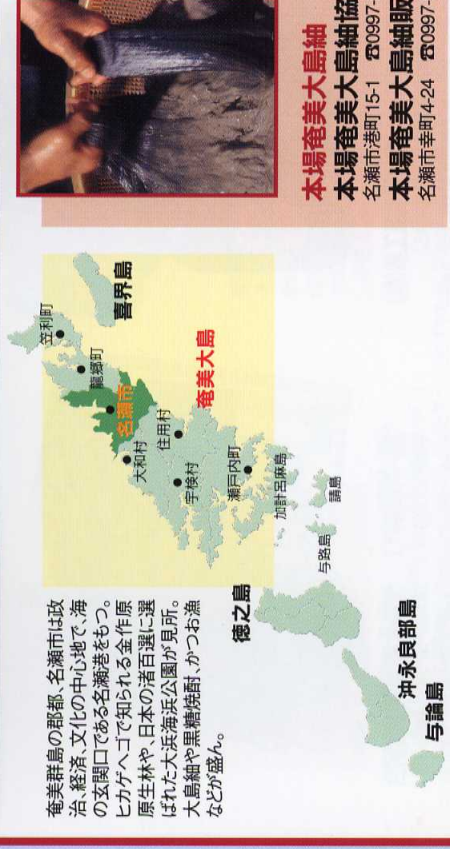 奄美群島の郡都、名瀬市は政
治、経済、文化の中心地で、海
の玄関口である名瀬港をもつ。
ヒカゲヘゴで知られる金作原
原生林や、日本の渚百選に選
ばれた大浜海浜公園が見所。
大島紬や黒糖焼酎、かつお漁
などが盛ん。
笠利町
喜界島
龍郷町
名瀬市
奄美大島
大和村
住用村
宇検村
瀬戸内町
加計呂麻島
請島
与路島
徳之島
沖永良部島
与論島
本場奄美大島紬
本場奄美大島紬協
名瀬市港町15-1 ☎0997-
本場奄美大島紬販
名瀬市幸町4-24 ☎0997-